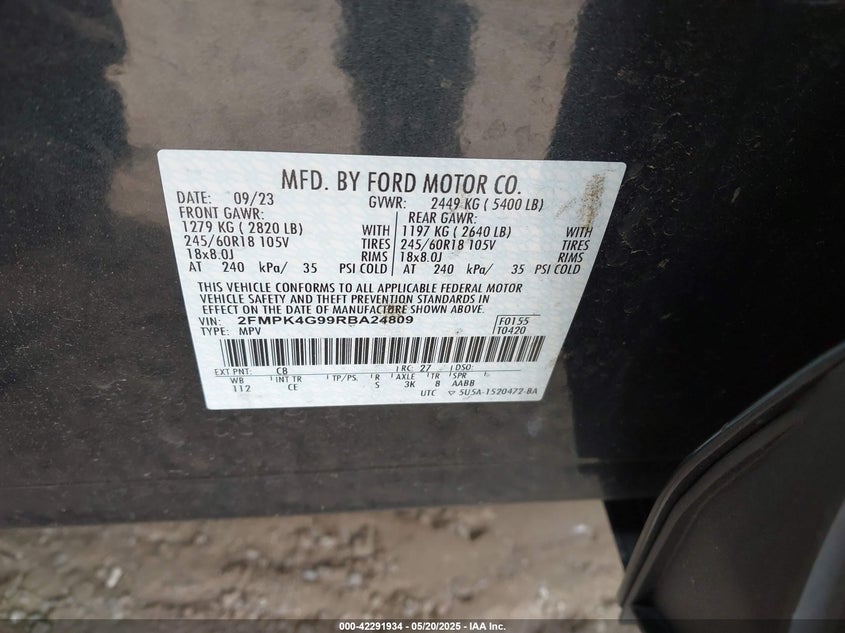 MFD. BY FORD MOTOR CO.
DATE: 09/23 GVWR: 2449 KG ( 5400 LB)
FRONT GAWR: REAR GAWR:
1279 KG ( 2820 LB) WITH 1197 KG ( 2640 LB) WITH
245/60R18 105V TIRES 245/60R18 105V TIRES
18x8.0J RIMS 18x8.0J RIMS
AT 240 kPa/ 35 PSI COLD AT 240 kPa/ 35 PSI COLD
THIS VEHICLE CONFORMS TO ALL APPLICABLE FEDERAL MOTOR
VEHICLE SAFETY AND THEFT PREVENTION STANDARDS IN
EFFECT ON THE DATE OF MANUFACTURE SHOWN ABOVE.
VIN: 2FMPK4G99RBA24809 F0155
TYPE: MPV T0420
EXT PNT: C8 RC: 27 DSO:
WB INT TR TP/PS. R AXLE TR SPR
112 CE S 3K 8 AABB
UTC ▽ 5U5A-1520472-BA
000-42291934 - 05/20/2025 - IAA Inc.